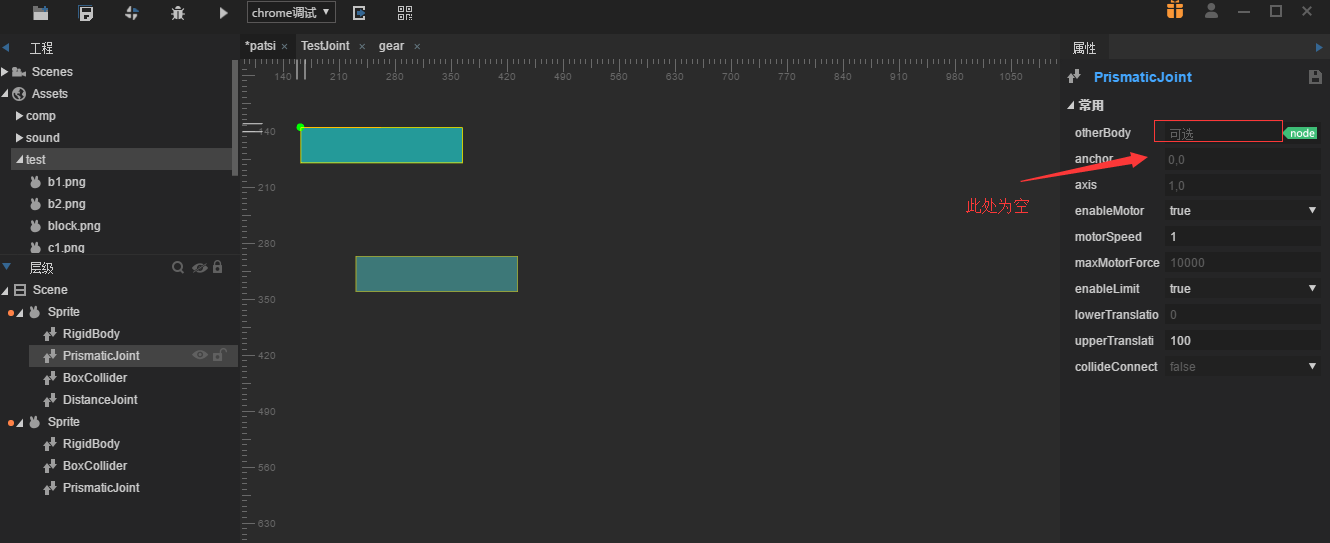 chrome调试
工程
*patsi
TestJoint
gear
属性
Scenes
140 210 280 350 420 490 560 630 700 770 840 910 980 1050
PrismaticJoint
Assets
常用
comp
sound
140
otherBody 可选 node
test
anchor 0,0
b1.png
210
axis 1,0
b2.png
此处为空
enableMotor true
block.png
motorSpeed 1
c1.png
280
maxMotorForce 10000
层级
enableLimit true
Scene
350
lowerTranslatio 0
Sprite
upperTranslati 100
RigidBody
PrismaticJoint
420
collideConnect false
BoxCollider
DistanceJoint
490
Sprite
RigidBody
BoxCollider
560
PrismaticJoint
630